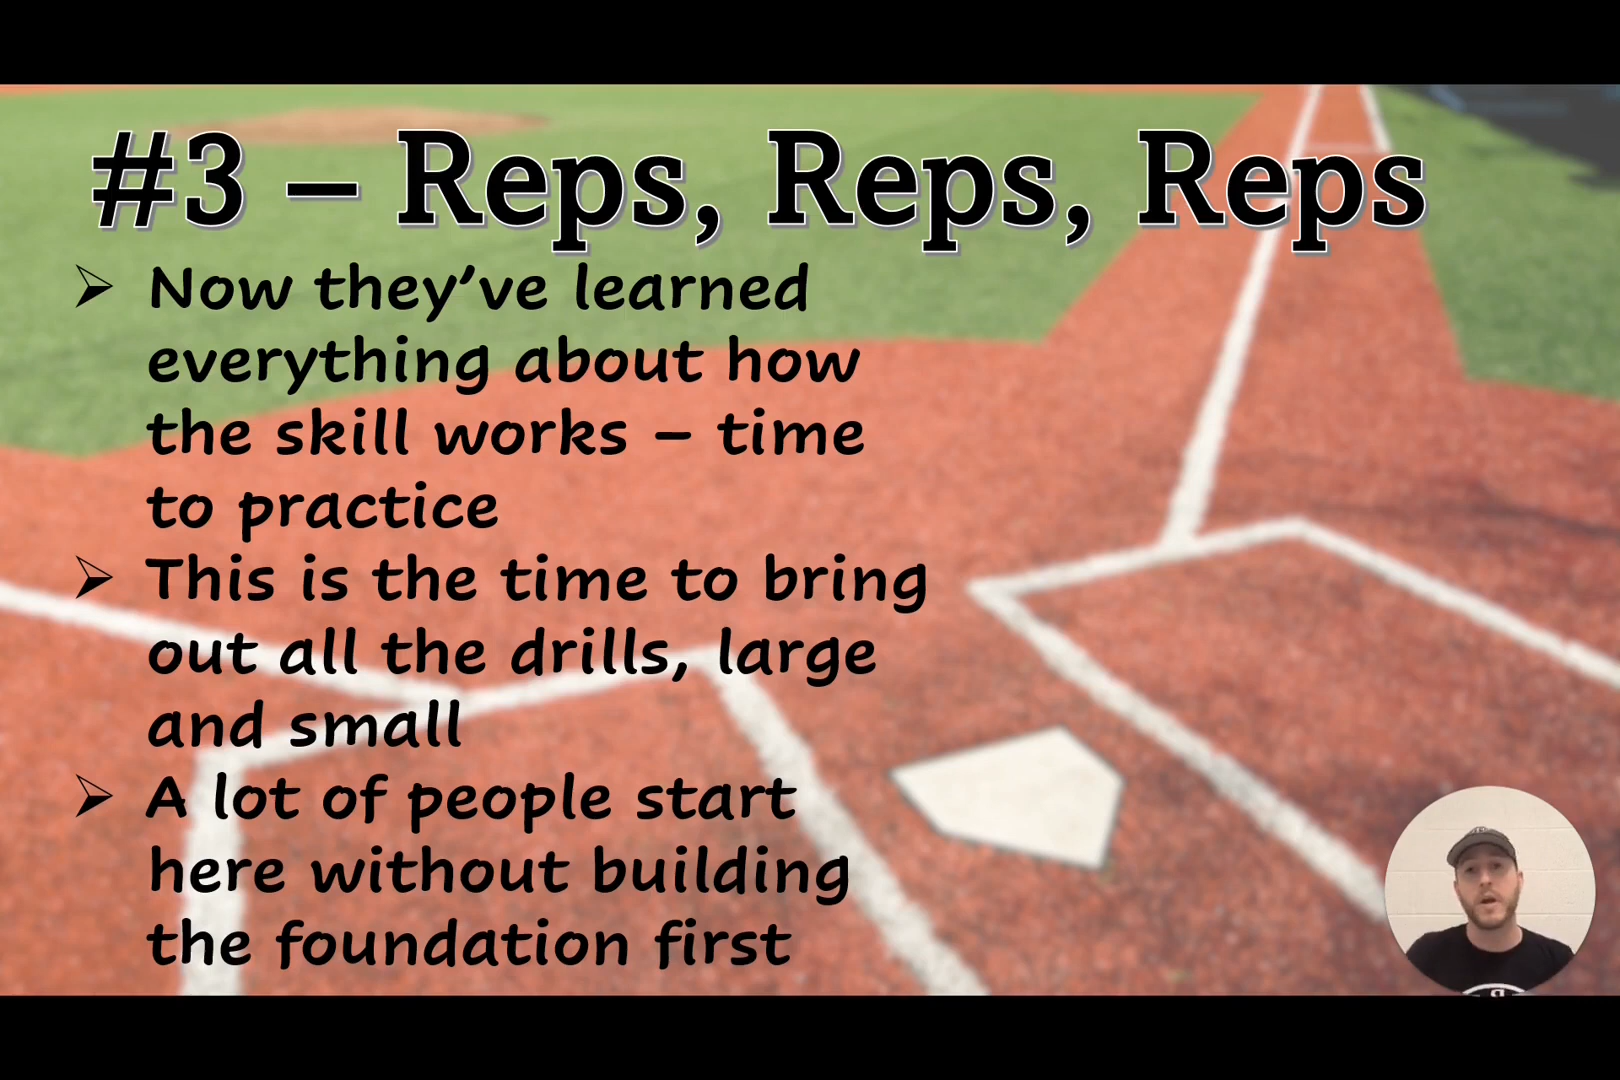 #3 – Reps, Reps, Reps
➢ Now they’ve learned
everything about how
the skill works – time
to practice
➢ This is the time to bring
out all the drills, large
and small
➢ A lot of people start
here without building
the foundation first